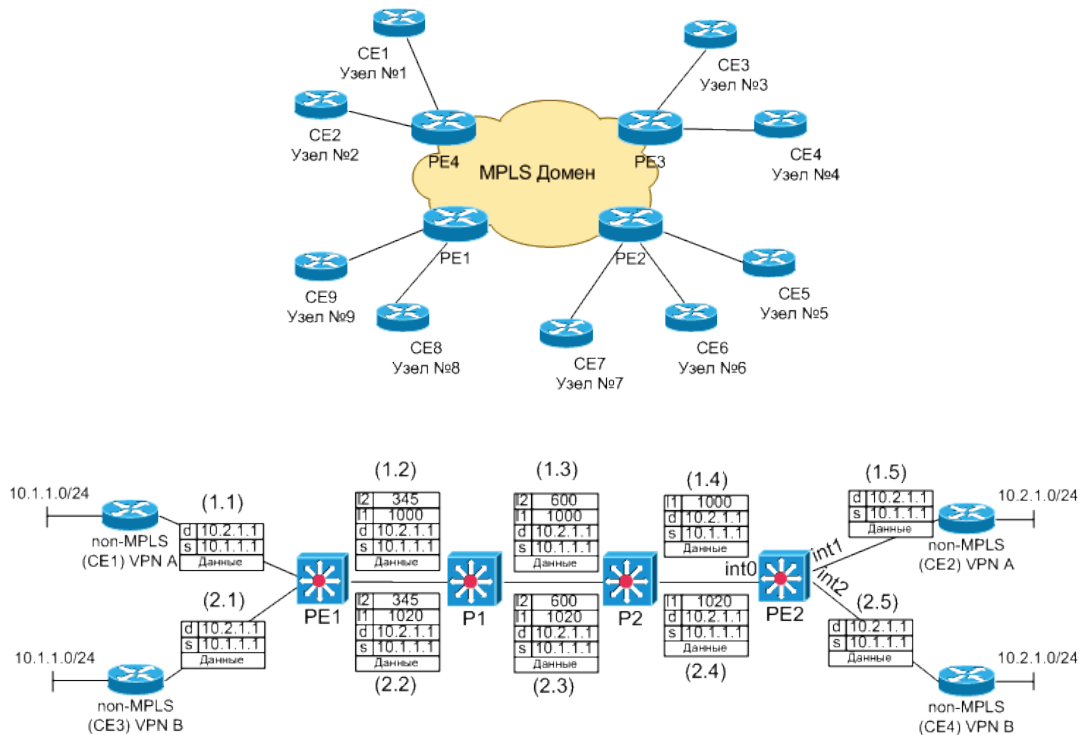 CE1
Узел №1
CE3
Узел №3
CE2
Узел №2
PE4
PE3
CE4
Узел №4
MPLS Домен
PE1
PE2
CE9
Узел №9
CE8
Узел №8
CE7
Узел №7
CE6
Узел №6
CE5
Узел №5
10.1.1.0/24
(1.1)
d 10.2.1.1
s 10.1.1.1
Данные
non-MPLS
(CE1) VPN A
(1.2)
l2 345
l1 1000
d 10.2.1.1
s 10.1.1.1
Данные
(1.3)
l2 600
l1 1000
d 10.2.1.1
s 10.1.1.1
Данные
(1.4)
l1 1000
d 10.2.1.1
s 10.1.1.1
Данные
(1.5)
d 10.2.1.1
s 10.1.1.1
Данные
10.2.1.0/24
non-MPLS
(CE2) VPN A
int0
int1
int2
PE1
P1
P2
PE2
(2.1)
d 10.2.1.1
s 10.1.1.1
Данные
10.1.1.0/24
non-MPLS
(CE3) VPN B
l2 345
l1 1020
d 10.2.1.1
s 10.1.1.1
Данные
(2.2)
l2 600
l1 1020
d 10.2.1.1
s 10.1.1.1
Данные
(2.3)
l1 1020
d 10.2.1.1
s 10.1.1.1
Данные
(2.4)
(2.5)
d 10.2.1.1
s 10.1.1.1
Данные
10.2.1.0/24
non-MPLS
(CE4) VPN B